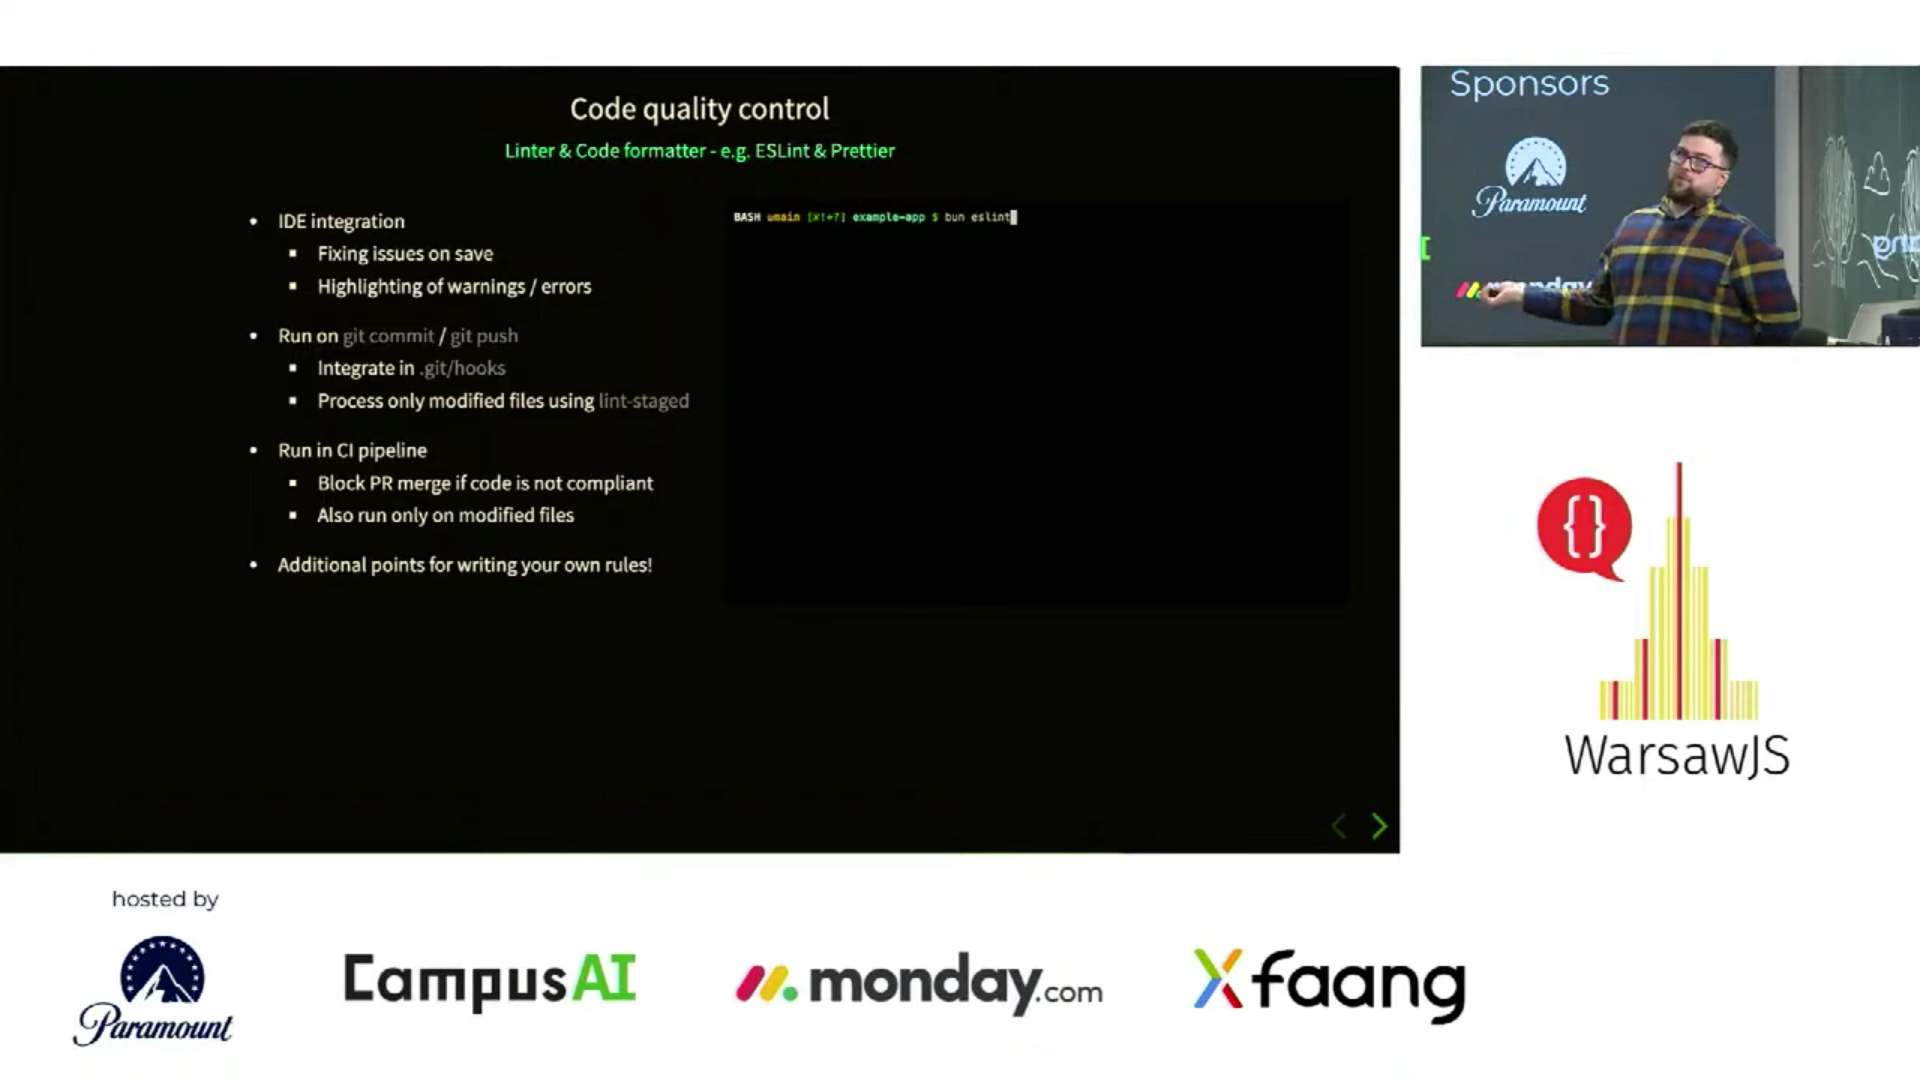 Code quality control
Linter & Code formatter - e.g. ESLint & Prettier
• IDE integration
▪ Fixing issues on save
▪ Highlighting of warnings / errors
• Run on git commit / git push
▪ Integrate in .git/hooks
▪ Process only modified files using lint-staged
• Run in CI pipeline
▪ Block PR merge if code is not compliant
▪ Also run only on modified files
• Additional points for writing your own rules!
BASH umain [x!+?] example-app $ bun eslint
Sponsors
Paramount
monday
{}
WarsawJS
hosted by
Paramount
CampusAI
monday.com
Xfaang